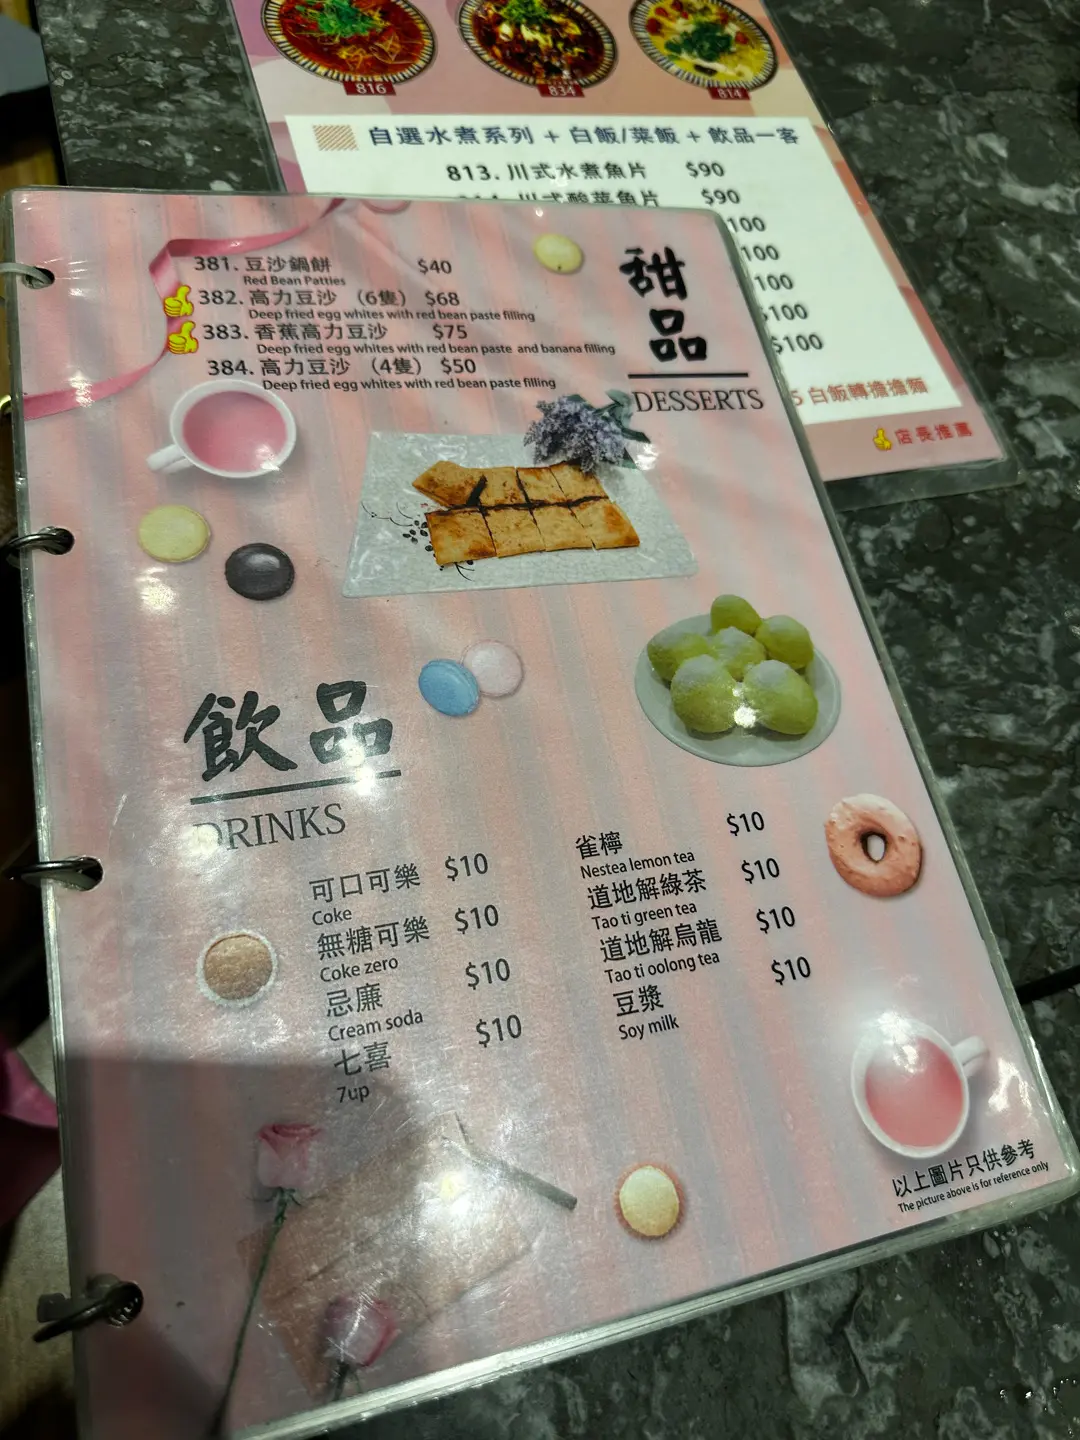 816
834
814
自選水煮系列 + 白飯/菜飯 + 飲品一客
813. 川式水煮魚片 $90
川式酸菜魚片 $90
100
100
100
$100
$100
5 白飯轉擔擔麵
店長推薦
甜品
DESSERTS
381. 豆沙鍋餅 $40
Red Bean Patties
382. 高力豆沙 (6隻) $68
Deep fried egg whites with red bean paste filling
383. 香蕉高力豆沙 $75
Deep fried egg whites with red bean paste and banana filling
384. 高力豆沙 (4隻) $50
Deep fried egg whites with red bean paste filling
飲品
DRINKS
可口可樂 $10
Coke
無糖可樂 $10
Coke zero
忌廉 $10
Cream soda
七喜 $10
7up
雀檸 $10
Nestea lemon tea
道地解綠茶 $10
Tao ti green tea
道地解烏龍 $10
Tao ti oolong tea
豆漿 $10
Soy milk
以上圖片只供參考
The picture above is for reference only